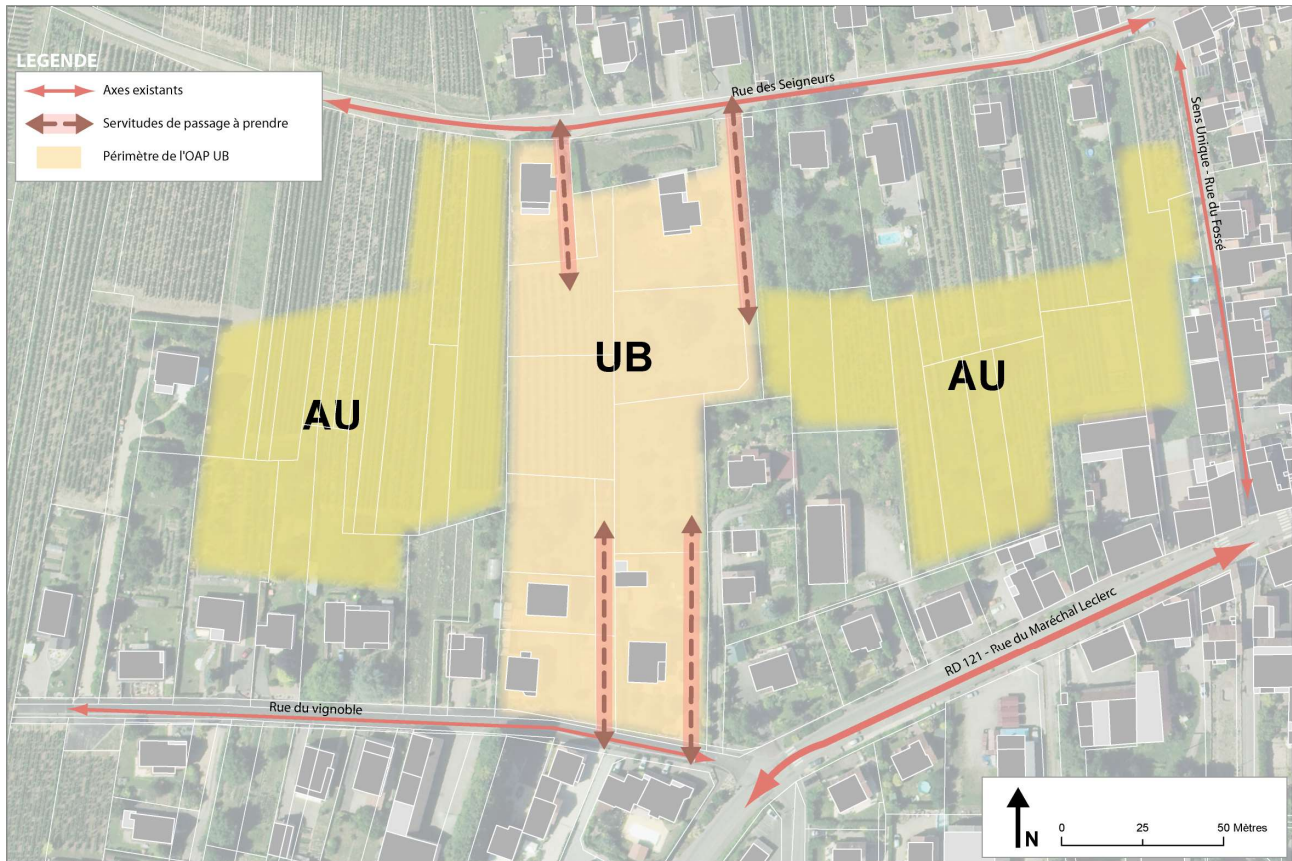 LEGENDE
Axes existants
Servitudes de passage à prendre
Périmètre de l'OAP UB
Rue des Seigneurs
Sens Unique - Rue du Fossé
UB
AU
AU
RD 121 - Rue du Maréchal Leclerc
Rue du vignoble
N
0 25 50 Mètres